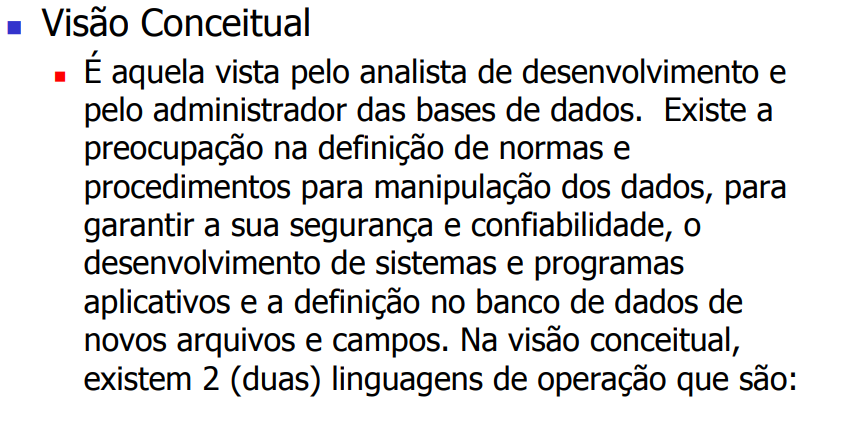 Visão Conceitual
É aquela vista pelo analista de desenvolvimento e
pelo administrador das bases de dados.  Existe a
preocupação na definição de normas e
procedimentos para manipulação dos dados, para
garantir a sua segurança e confiabilidade, o
desenvolvimento de sistemas e programas
aplicativos e a definição no banco de dados de
novos arquivos e campos. Na visão conceitual,
existem 2 (duas) linguagens de operação que são: